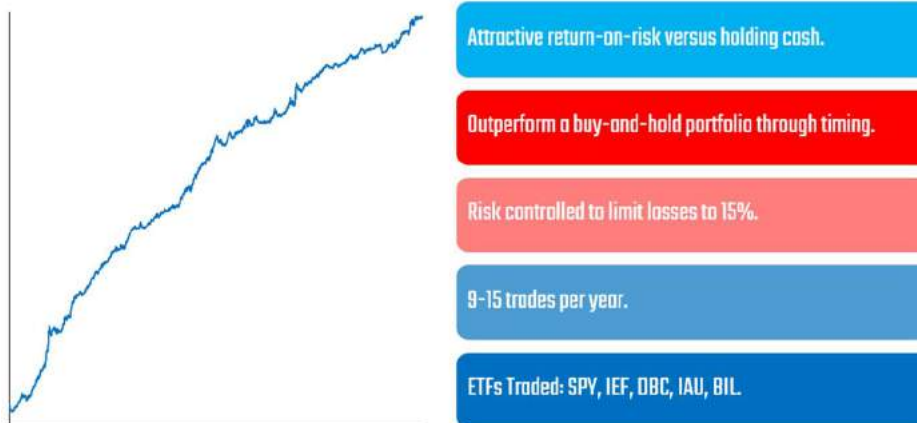 Attractive return-on-risk versus holding cash.
Outperform a buy-and-hold portfolio through timing.
Risk controlled to limit losses to 15%.
9-15 trades per year.
ETFs Traded: SPY, IEF, DBC, IAU, BIL.